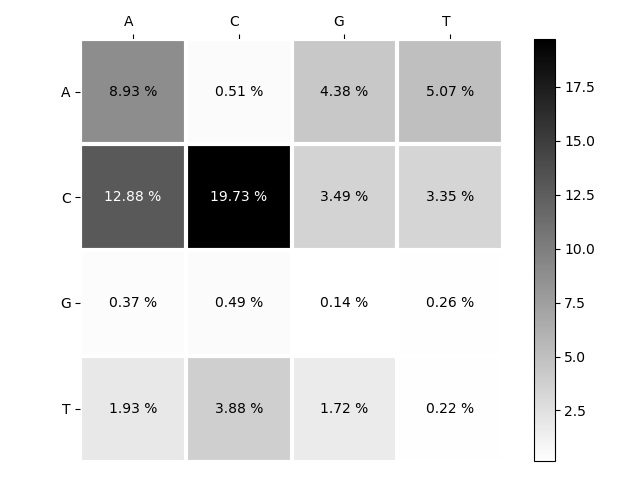 A C G T
A 8.93 % 0.51 % 4.38 % 5.07 %
C 12.88 % 19.73 % 3.49 % 3.35 %
G 0.37 % 0.49 % 0.14 % 0.26 %
T 1.93 % 3.88 % 1.72 % 0.22 %
17.5
15.0
12.5
10.0
7.5
5.0
2.5